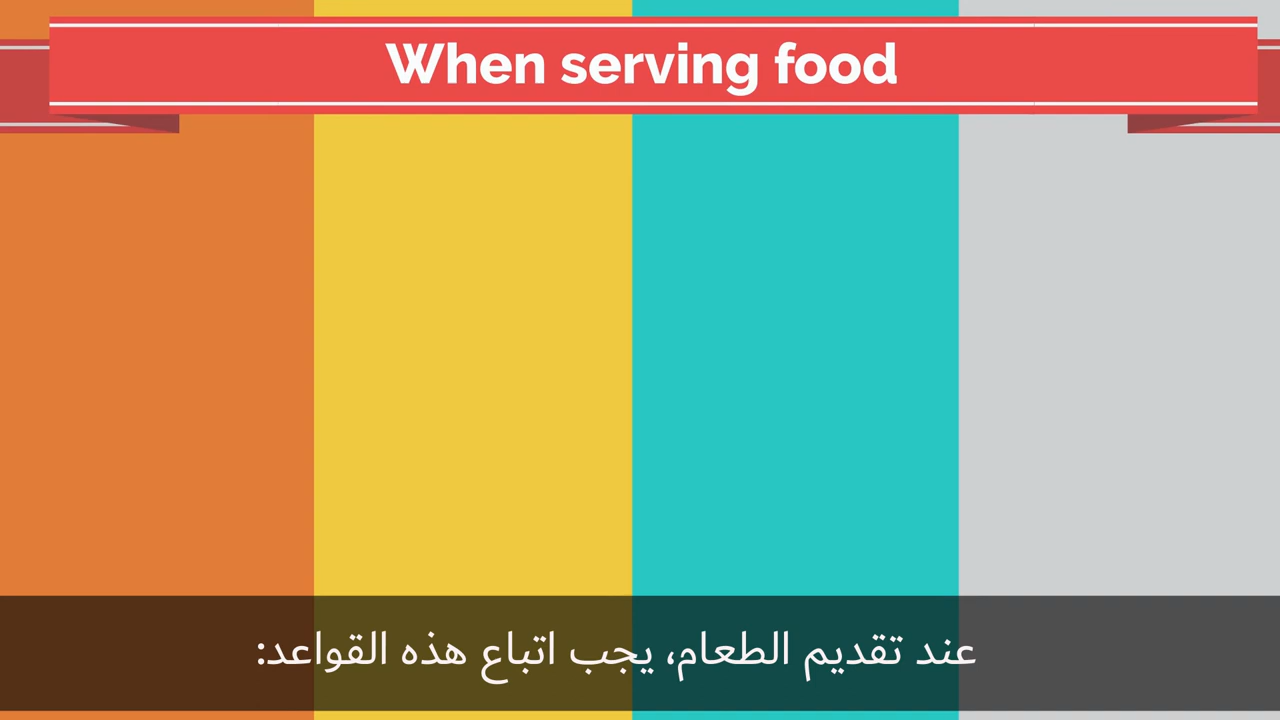 When serving food
عند تقديم الطعام، يجب اتباع هذه القواعد: